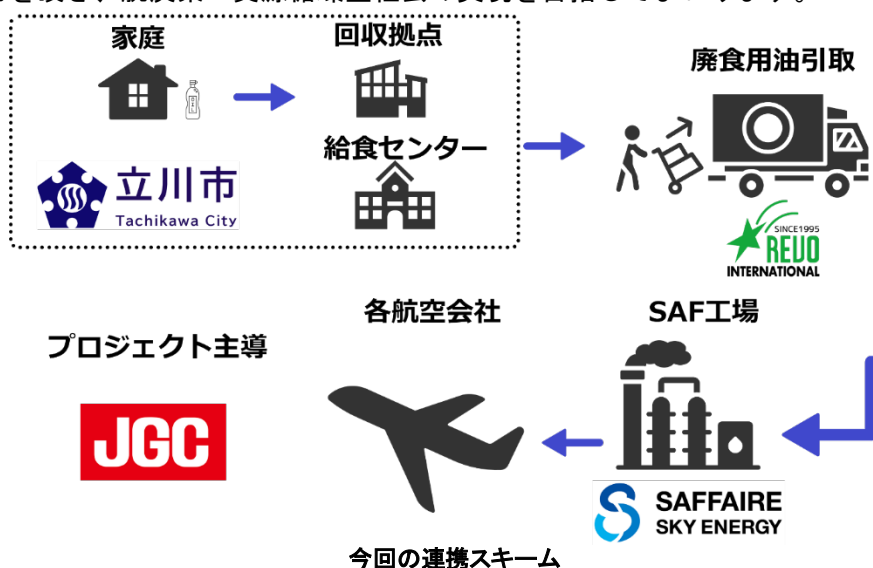 家庭
回収拠点
廃食用油引取
給食センター
立川市
Tachikawa City
SINCE1995
REVO
INTERNATIONAL
各航空会社
SAF工場
プロジェクト主導
JGC
SAFFAIRE
SKY ENERGY
今回の連携スキーム